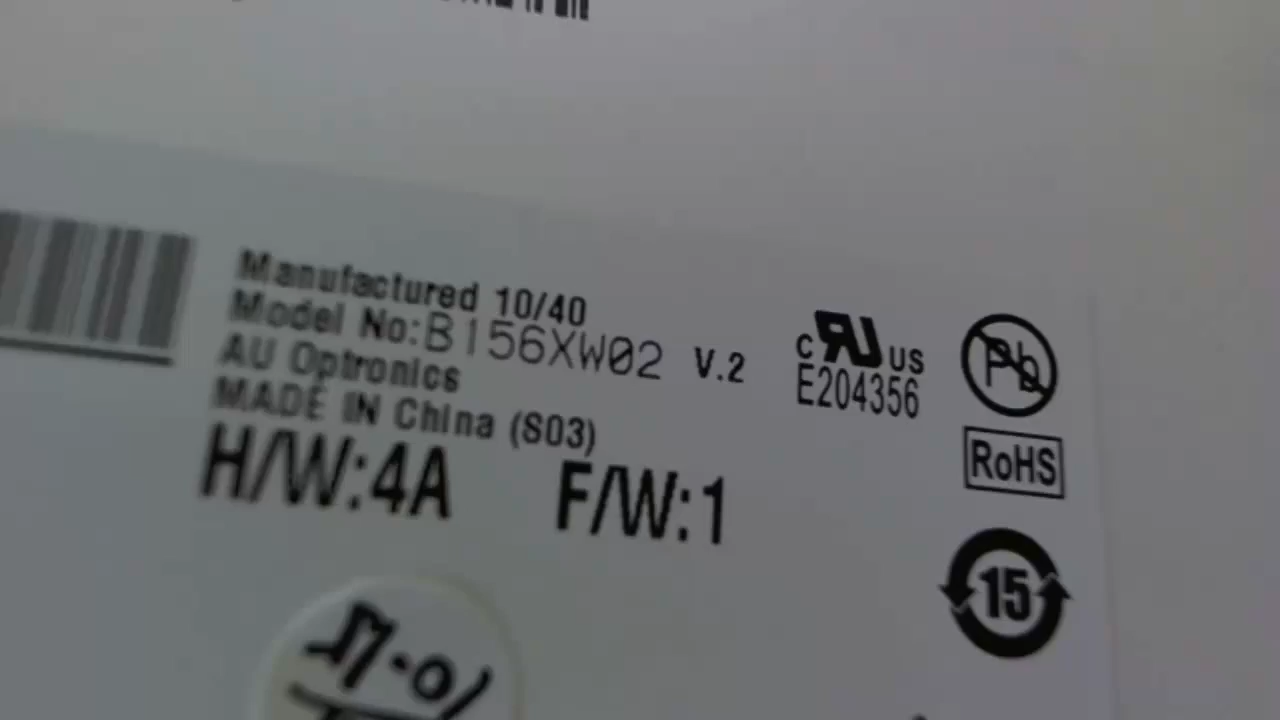 Manufactured 10/40
Model No:B156XW02 V.2
AU Optronics
MADE IN China (S03)
H/W:4A F/W:1
c RU US
E204356
Pb
RoHS
15